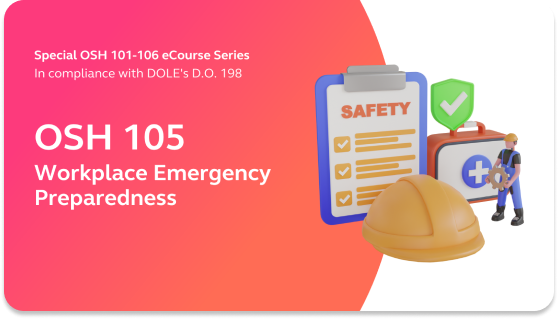 Special OSH 101-106 eCourse Series
In compliance with DOLE's D.O. 198
OSH 105
Workplace Emergency
Preparedness
SAFETY